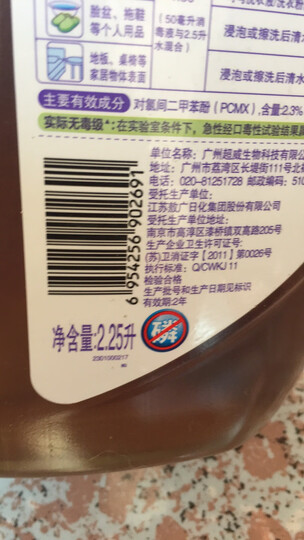 脸盆、拖鞋
等个人用品
(50毫升消
毒液与2.5升
水混合)
浸泡或擦洗后清水
地板、桌椅等
家居物体表面
浸泡或擦洗后清水
主要有效成分 对氯间二甲苯酚(PCMX),含量:2.3%
实际无毒级*:在实验室条件下,急性经口毒性试验结果
单位名称:广州超威生物科技有限公
地址:广州市荔湾区长堤街111号北
电话:020-81251728 邮政编码:510
受托生产单位:
江苏敖广日化集团股份有限公司
受托生产单位地址:
南京市高淳区漆桥镇双高路205号
生产企业卫生许可证号:
(苏)卫消证字【2011】第0026号
执行标准:Q/CWKJ 11
检验合格
生产批号和生产日期见标识
有效期:2年
6 954256 902691
净含量:2.25升
2301000217